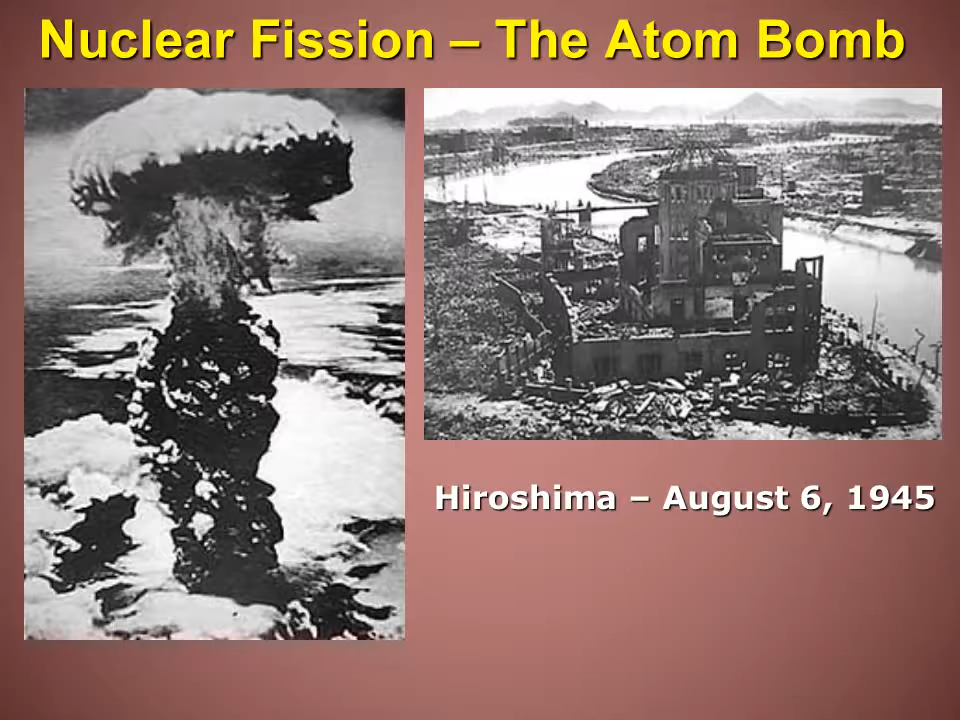 Nuclear Fission – The Atom Bomb
Hiroshima – August 6, 1945